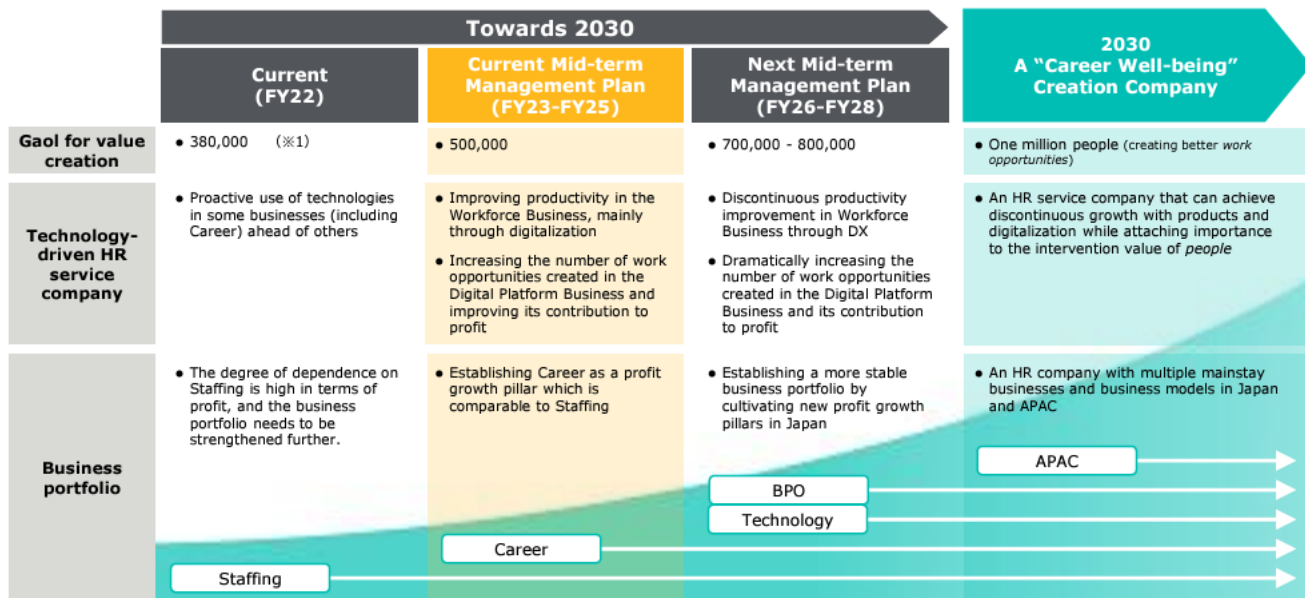 Towards 2030
Current
(FY22)
Current Mid-term
Management Plan
(FY23-FY25)
Next Mid-term
Management Plan
(FY26-FY28)
2030
A “Career Well-being”
Creation Company
Gaol for value
creation
● 380,000 (※1)
● 500,000
● 700,000 - 800,000
● One million people (creating better work
opportunities)
Technology-
driven HR
service
company
● Proactive use of technologies
in some businesses (including
Career) ahead of others
● Improving productivity in the
Workforce Business, mainly
through digitalization
● Increasing the number of work
opportunities created in the
Digital Platform Business and
improving its contribution to
profit
● Discontinuous productivity
improvement in Workforce
Business through DX
● Dramatically increasing the
number of work opportunities
created in the Digital Platform
Business and its contribution
to profit
● An HR service company that can achieve
discontinuous growth with products and
digitalization while attaching importance
to the intervention value of people
Business
portfolio
● The degree of dependence on
Staffing is high in terms of
profit, and the business
portfolio needs to be
strengthened further.
● Establishing Career as a profit
growth pillar which is
comparable to Staffing
● Establishing a more stable
business portfolio by
cultivating new profit growth
pillars in Japan
● An HR company with multiple mainstay
businesses and business models in Japan
and APAC
APAC
BPO
Technology
Career
Staffing